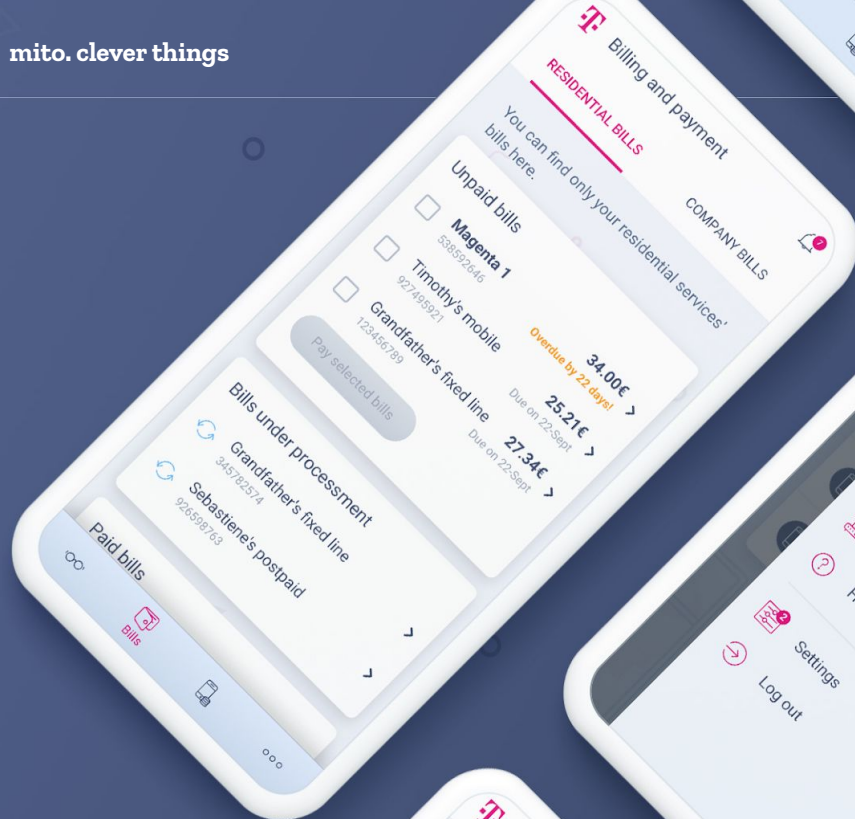 mito. clever things
T
Billing and payment
7
RESIDENTIAL BILLS
COMPANY BILLS
You can find only your residential services'
bills here.
Unpaid bills
Magenta 1
538592646
34.00€
Overdue by 22 days!
Timothy's mobile
927495921
25.21€
Due on 22-Sept
Grandfather's fixed line
123456789
27.34€
Due on 22-Sept
Pay selected bills
Bills under processment
Grandfather's fixed line
345782574
Sebastiene's postpaid
926598763
Paid bills
Bills
2
Settings
Log out
T